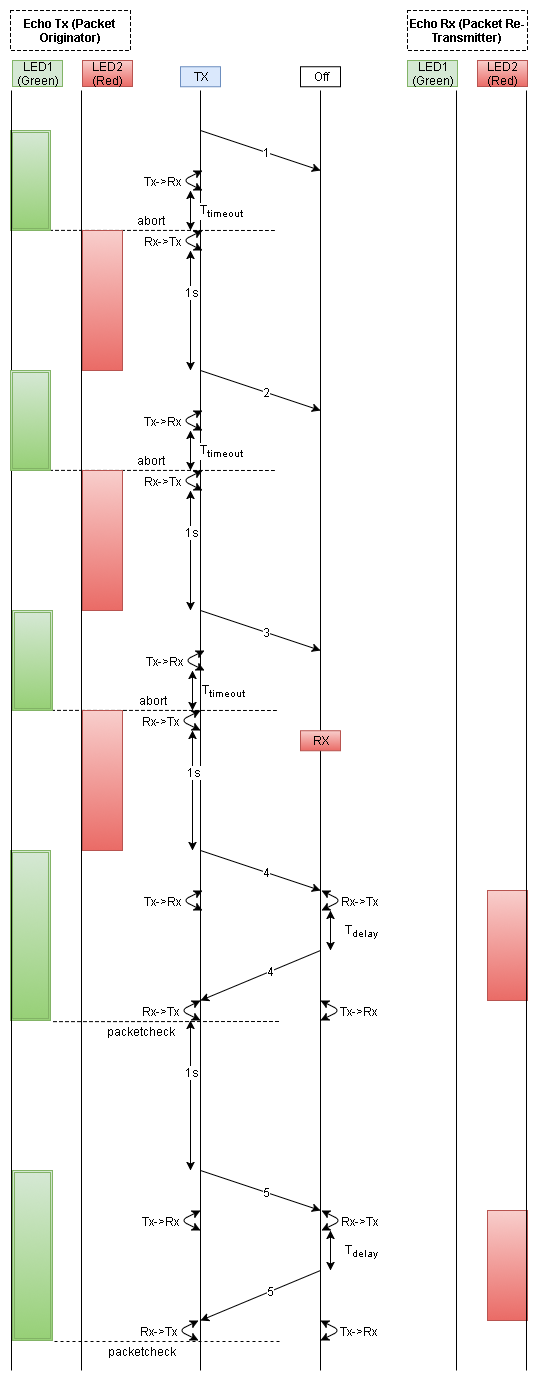 Echo Tx (Packet
Originator)
Echo Rx (Packet Re-
Transmitter)
LED1
(Green)
LED2
(Red)
TX
Off
LED1
(Green)
LED2
(Red)
1
Tx->Rx
Ttimeout
abort
Rx->Tx
1s
2
Tx->Rx
Ttimeout
abort
Rx->Tx
1s
3
Tx->Rx
Ttimeout
abort
Rx->Tx
RX
1s
4
Tx->Rx
Rx->Tx
Tdelay
4
Rx->Tx
Tx->Rx
packetcheck
1s
5
Tx->Rx
Rx->Tx
Tdelay
5
Rx->Tx
Tx->Rx
packetcheck